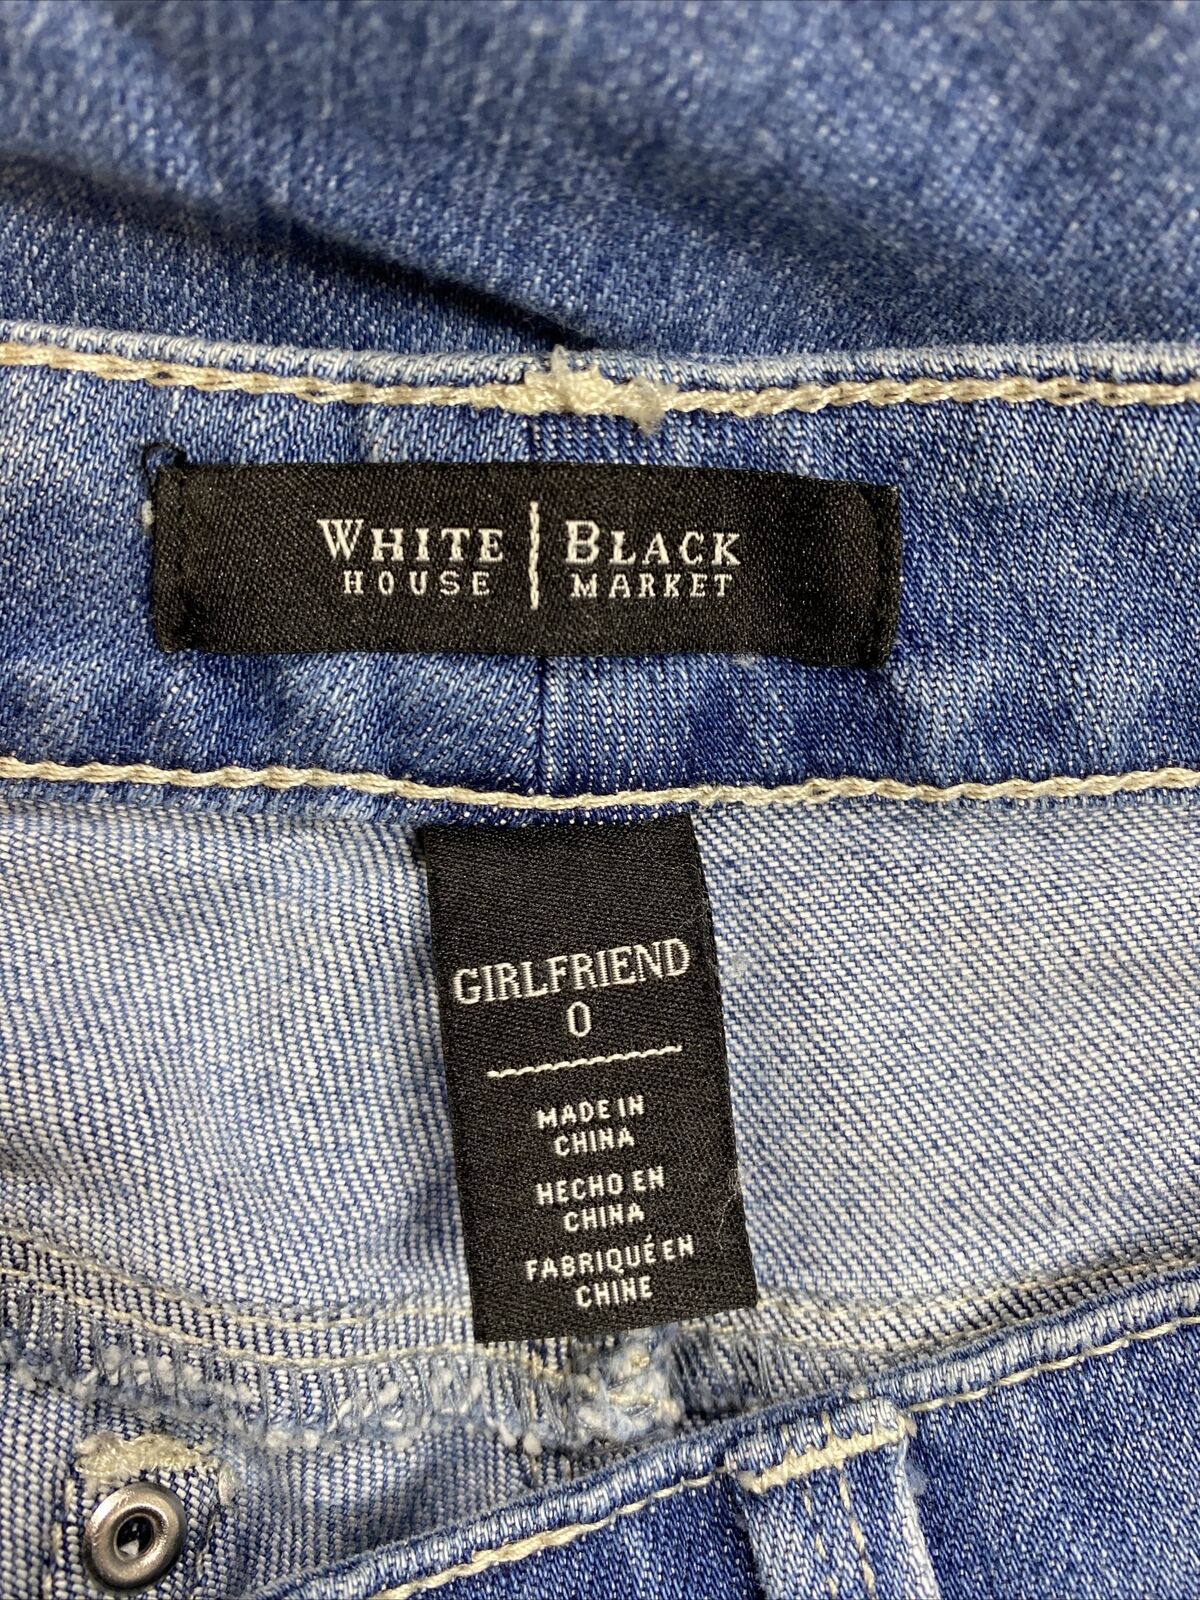 WHITE | BLACK
HOUSE | MARKET
GIRLFRIEND
0
MADE IN
CHINA
HECHO EN
CHINA
FABRIQUÉ EN
CHINE